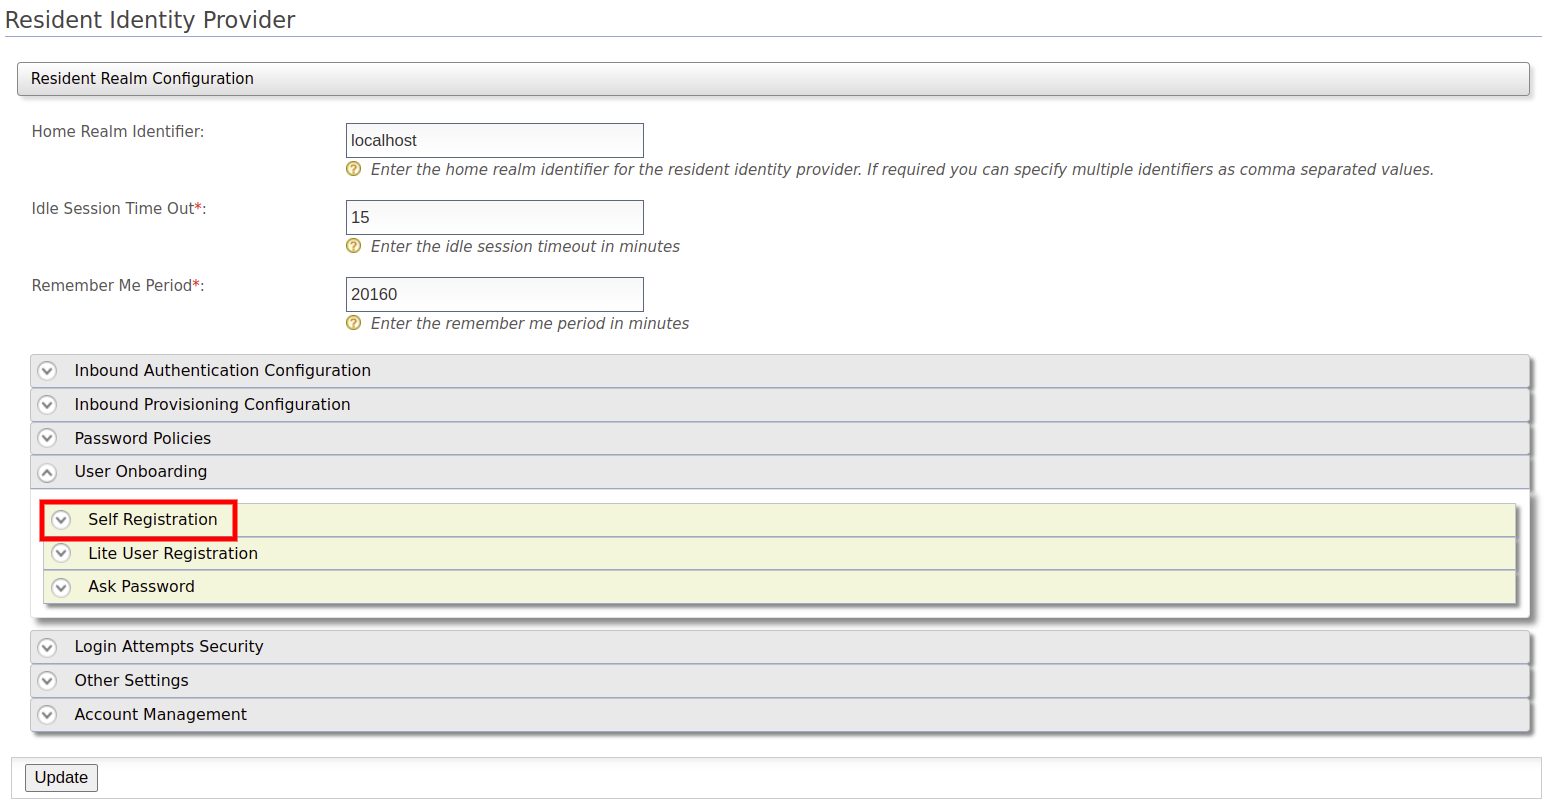 Resident Identity Provider
Resident Realm Configuration
Home Realm Identifier:
localhost
Enter the home realm identifier for the resident identity provider. If required you can specify multiple identifiers as comma separated values.
Idle Session Time Out*:
15
Enter the idle session timeout in minutes
Remember Me Period*:
20160
Enter the remember me period in minutes
Inbound Authentication Configuration
Inbound Provisioning Configuration
Password Policies
User Onboarding
Self Registration
Lite User Registration
Ask Password
Login Attempts Security
Other Settings
Account Management
Update